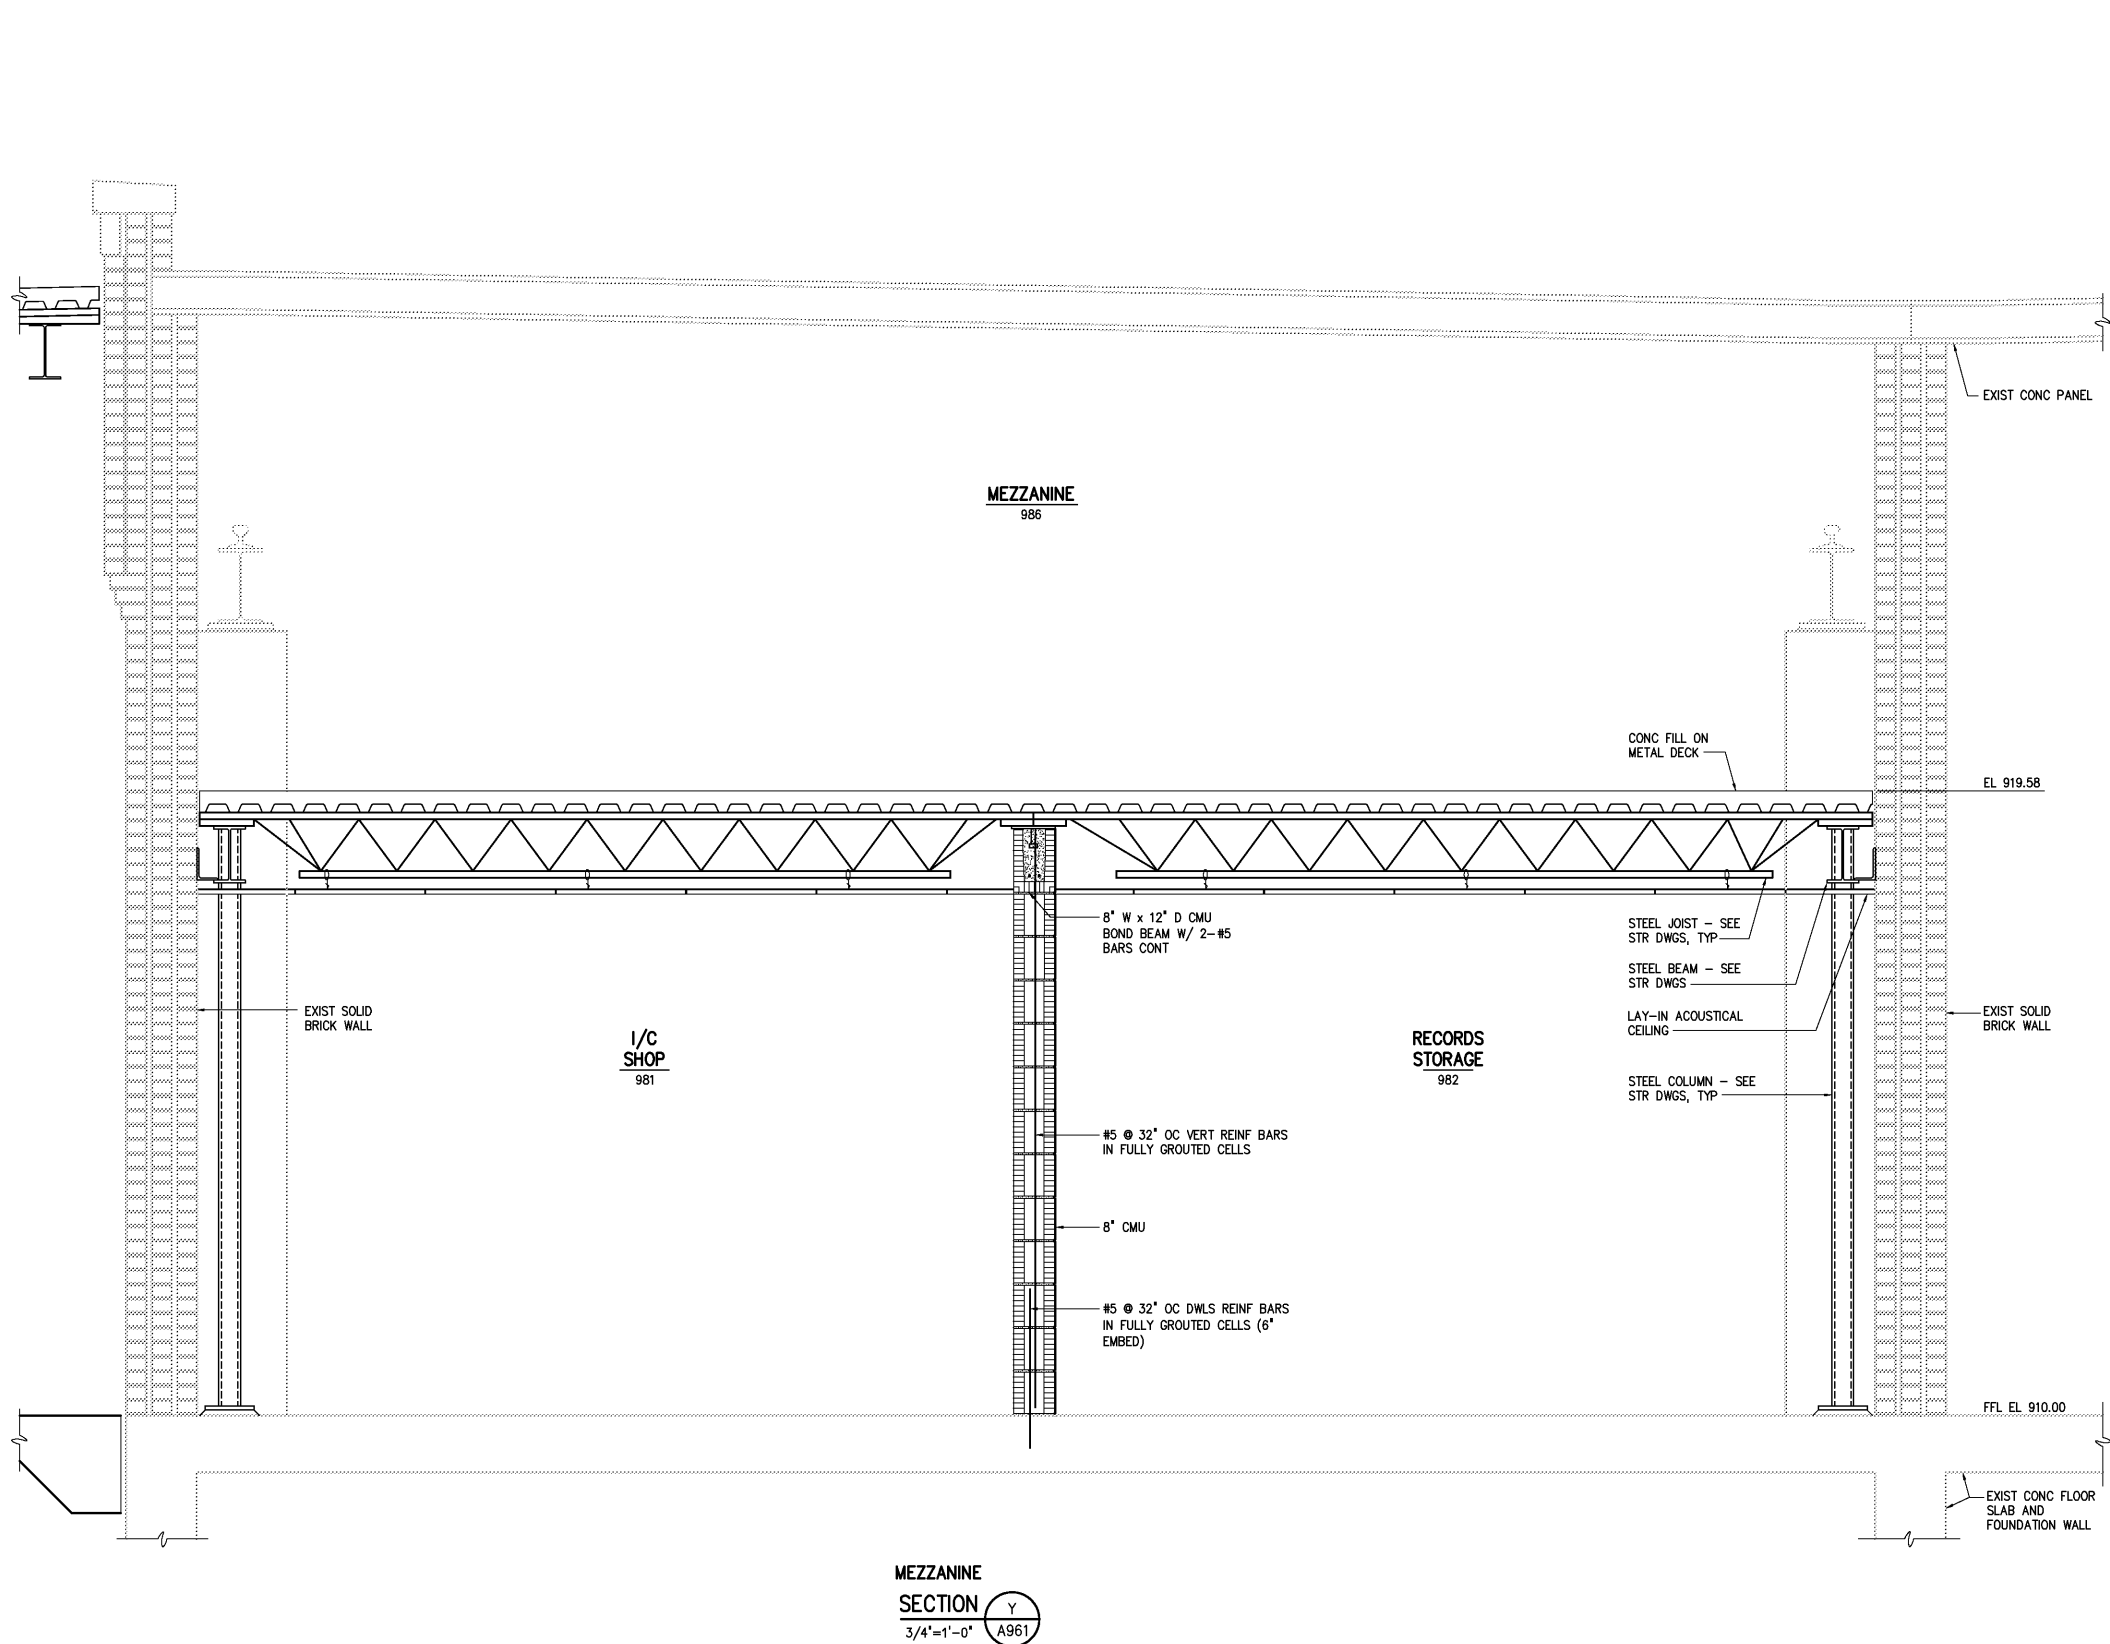 EXIST CONC PANEL
MEZZANINE
986
CONC FILL ON
METAL DECK
EL 919.58
8" W x 12" D CMU
BOND BEAM W/ 2-#5
BARS CONT
STEEL JOIST - SEE
STR DWGS, TYP
STEEL BEAM - SEE
STR DWGS
EXIST SOLID
BRICK WALL
LAY-IN ACOUSTICAL
CEILING
EXIST SOLID
BRICK WALL
I/C
SHOP
981
RECORDS
STORAGE
982
STEEL COLUMN - SEE
STR DWGS, TYP
#5 @ 32" OC VERT REINF BARS
IN FULLY GROUTED CELLS
8" CMU
#5 @ 32" OC DWLS REINF BARS
IN FULLY GROUTED CELLS (6"
EMBED)
FFL EL 910.00
EXIST CONC FLOOR
SLAB AND
FOUNDATION WALL
MEZZANINE
SECTION
3/4"=1'-0"
Y
A961